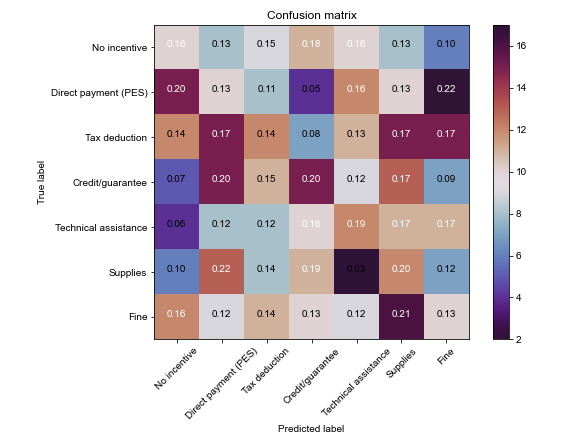 Confusion matrix
No incentive 0.16 0.13 0.15 0.18 0.16 0.13 0.10
Direct payment (PES) 0.20 0.13 0.11 0.05 0.16 0.13 0.22
Tax deduction 0.14 0.17 0.14 0.08 0.13 0.17 0.17
Credit/guarantee 0.07 0.20 0.15 0.20 0.12 0.17 0.09
Technical assistance 0.06 0.12 0.12 0.16 0.19 0.17 0.17
Supplies 0.10 0.22 0.14 0.19 0.03 0.20 0.12
Fine 0.16 0.12 0.14 0.13 0.12 0.21 0.13
True label
No incentive
Direct payment (PES)
Tax deduction
Credit/guarantee
Technical assistance
Supplies
Fine
Predicted label
16
14
12
10
8
6
4
2